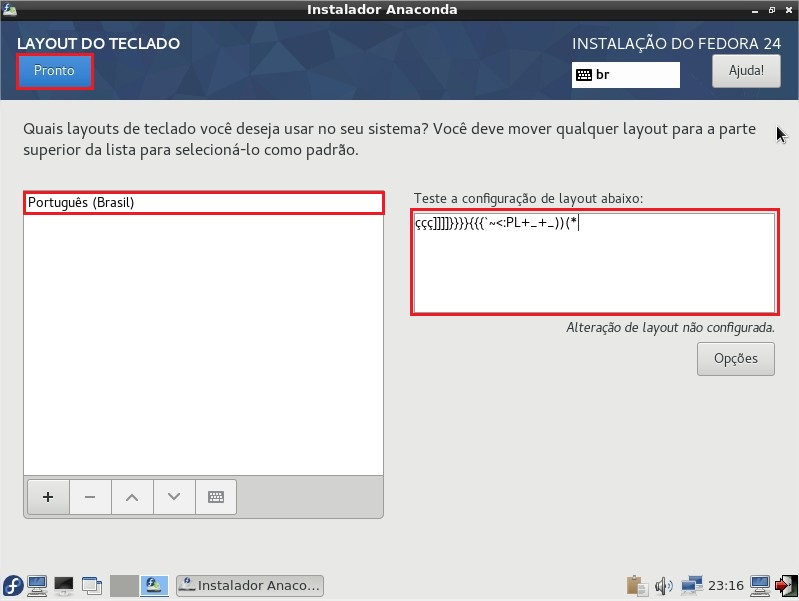 Instalador Anaconda
LAYOUT DO TECLADO
INSTALAÇÃO DO FEDORA 24
Pronto
br
Ajuda!
Quais layouts de teclado você deseja usar no seu sistema? Você deve mover qualquer layout para a parte
superior da lista para selecioná-lo como padrão.
Português (Brasil)
Teste a configuração de layout abaixo:
ççç]]]]}}}}{{{`~<:PL+_+_))(*
Alteração de layout não configurada.
Opções
Instalador Anaco...
23:16